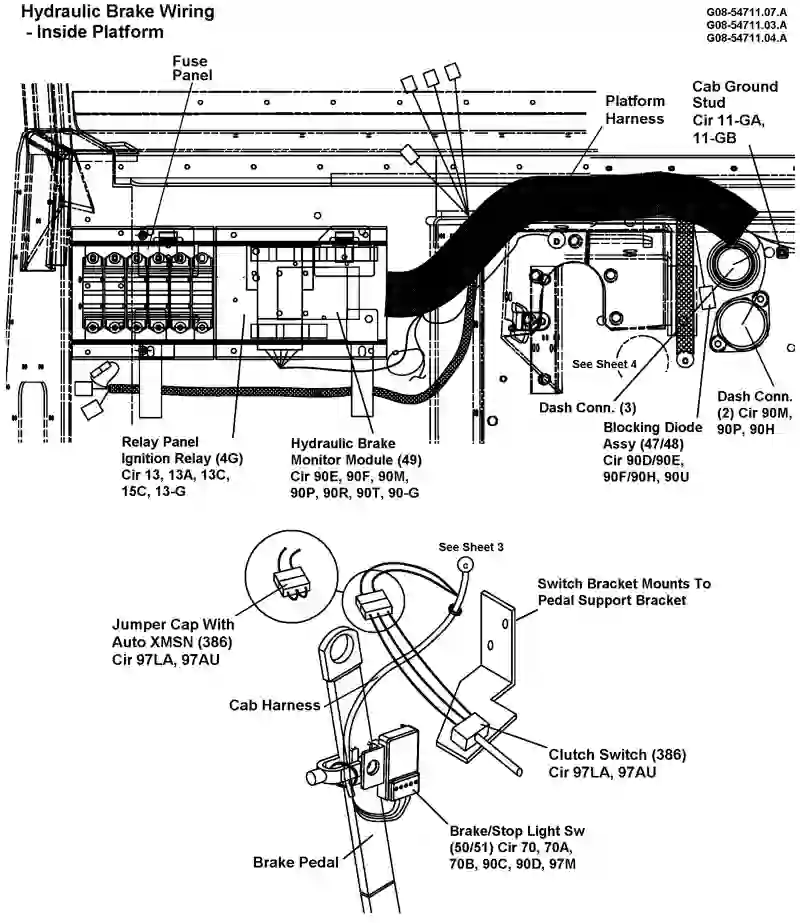 Hydraulic Brake Wiring
- Inside Platform
G08-54711.07.A
G08-54711.03.A
G08-54711.04.A
Fuse
Panel
Platform
Harness
Cab Ground
Stud
Cir 11-GA,
11-GB
See Sheet 4
Dash Conn. (3)
Dash Conn.
(2) Cir 90M,
90P, 90H
Blocking Diode
Assy (47/48)
Cir 90D/90E,
90F/90H, 90U
Relay Panel
Ignition Relay (4G)
Cir 13, 13A, 13C,
15C, 13-G
Hydraulic Brake
Monitor Module (49)
Cir 90E, 90F, 90M,
90P, 90R, 90T, 90-G
See Sheet 3
Switch Bracket Mounts To
Pedal Support Bracket
Jumper Cap With
Auto XMSN (386)
Cir 97LA, 97AU
Cab Harness
Clutch Switch (386)
Cir 97LA, 97AU
Brake/Stop Light Sw
(50/51) Cir 70, 70A,
70B, 90C, 90D, 97M
Brake Pedal